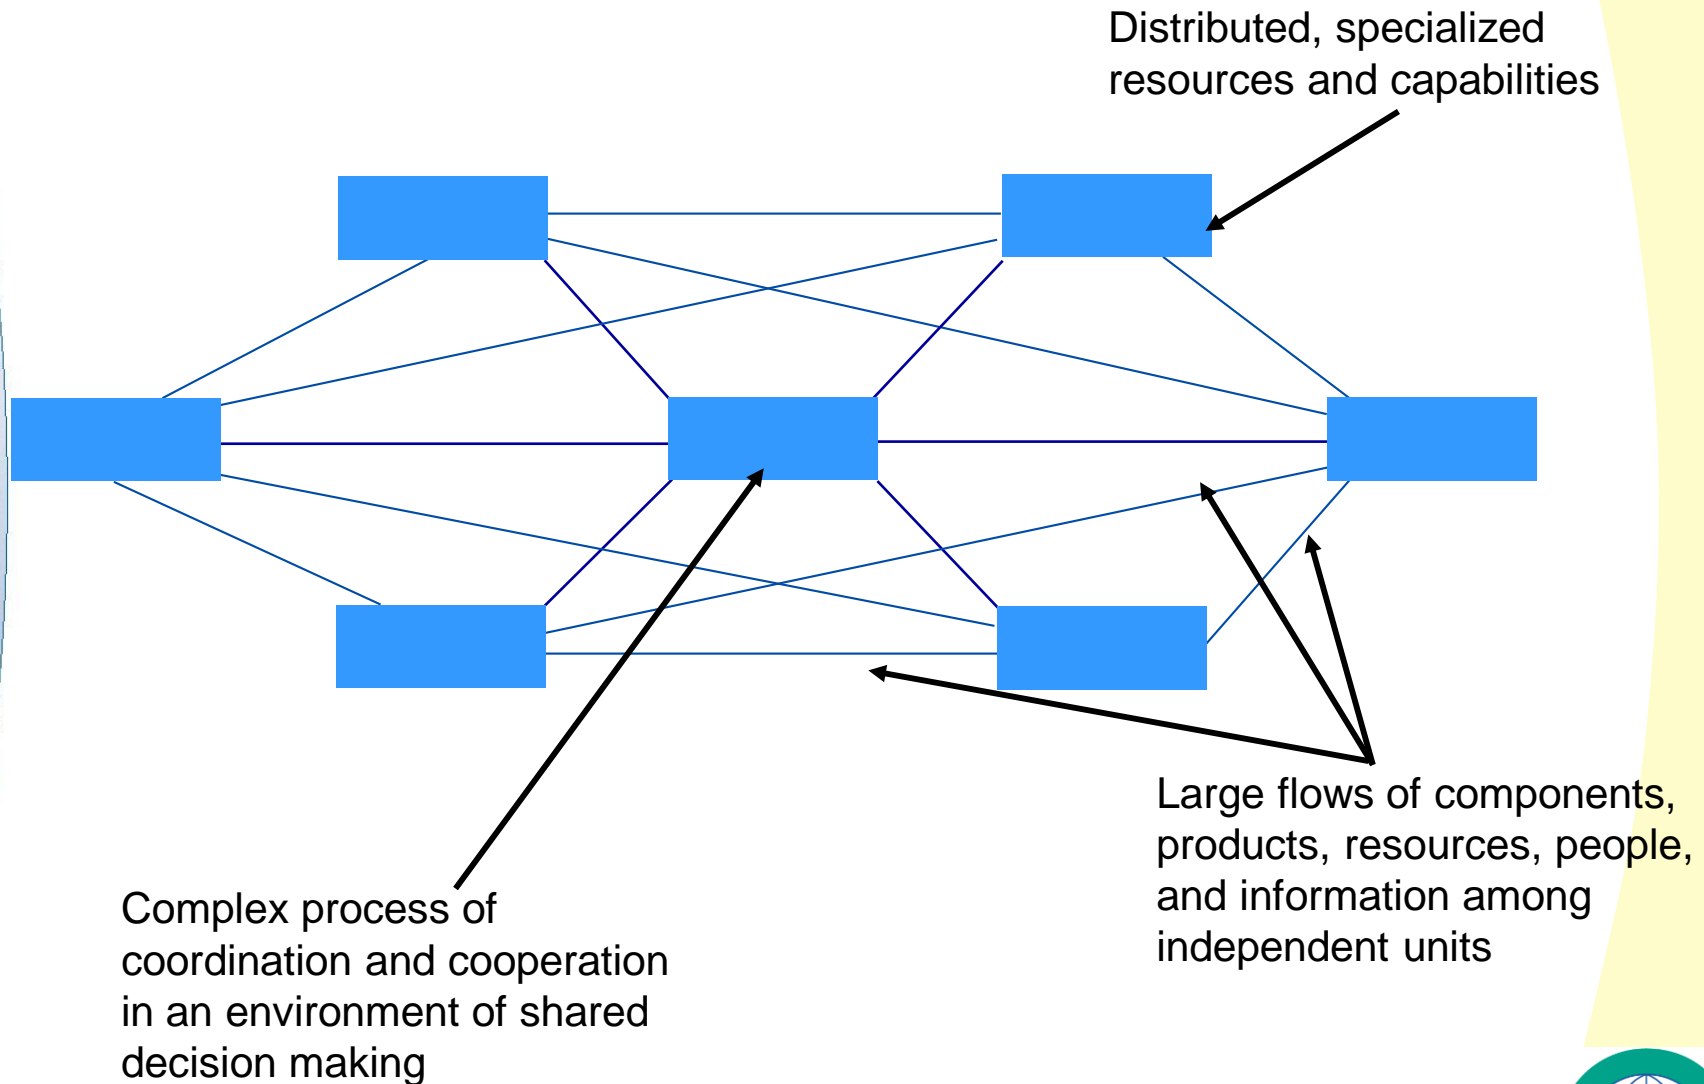 Distributed, specialized
resources and capabilities
Large flows of components,
products, resources, people,
and information among
independent units
Complex process of
coordination and cooperation
in an environment of shared
decision making